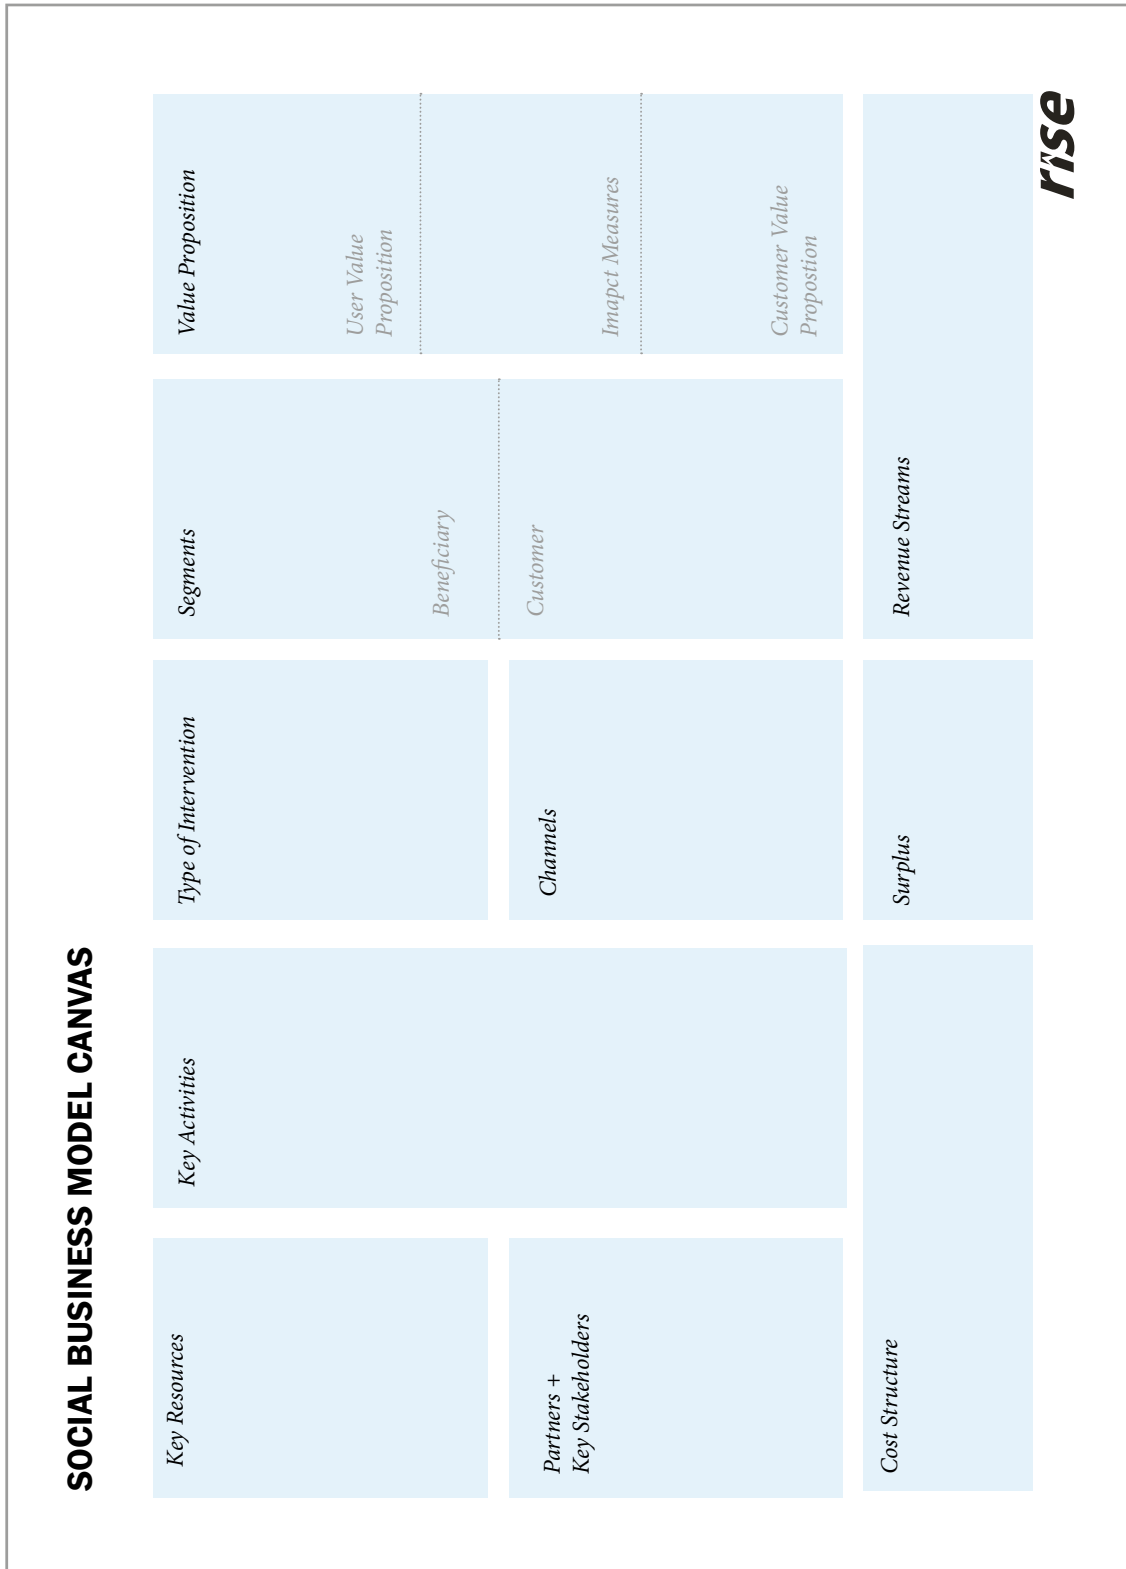 SOCIAL BUSINESS MODEL CANVAS
Key Resources
Partners +
Key Stakeholders
Key Activities
Type of Intervention
Channels
Segments
Beneficiary
Customer
Value Proposition
User Value
Proposition
Imapct Measures
Customer Value
Propostion
Cost Structure
Surplus
Revenue Streams
rise